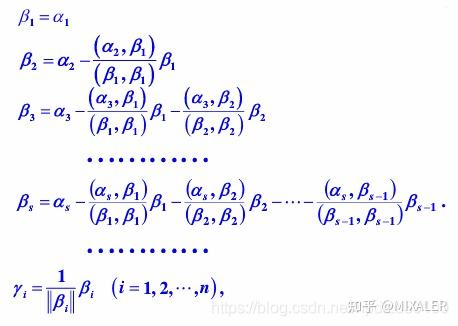 β₁ = α₁
β₂ = α₂ − (α₂, β₁)/(β₁, β₁) β₁
β₃ = α₃ − (α₃, β₁)/(β₁, β₁) β₁ − (α₃, β₂)/(β₂, β₂) β₂
…………
βₛ = αₛ − (αₛ, β₁)/(β₁, β₁) β₁ − (αₛ, β₂)/(β₂, β₂) β₂ − ⋯ − (αₛ, βₛ₋₁)/(βₛ₋₁, βₛ₋₁) βₛ₋₁ .
…………
γᵢ = 1/‖βᵢ‖ βᵢ (i = 1, 2, ⋯, n),
知乎 @MIXALER